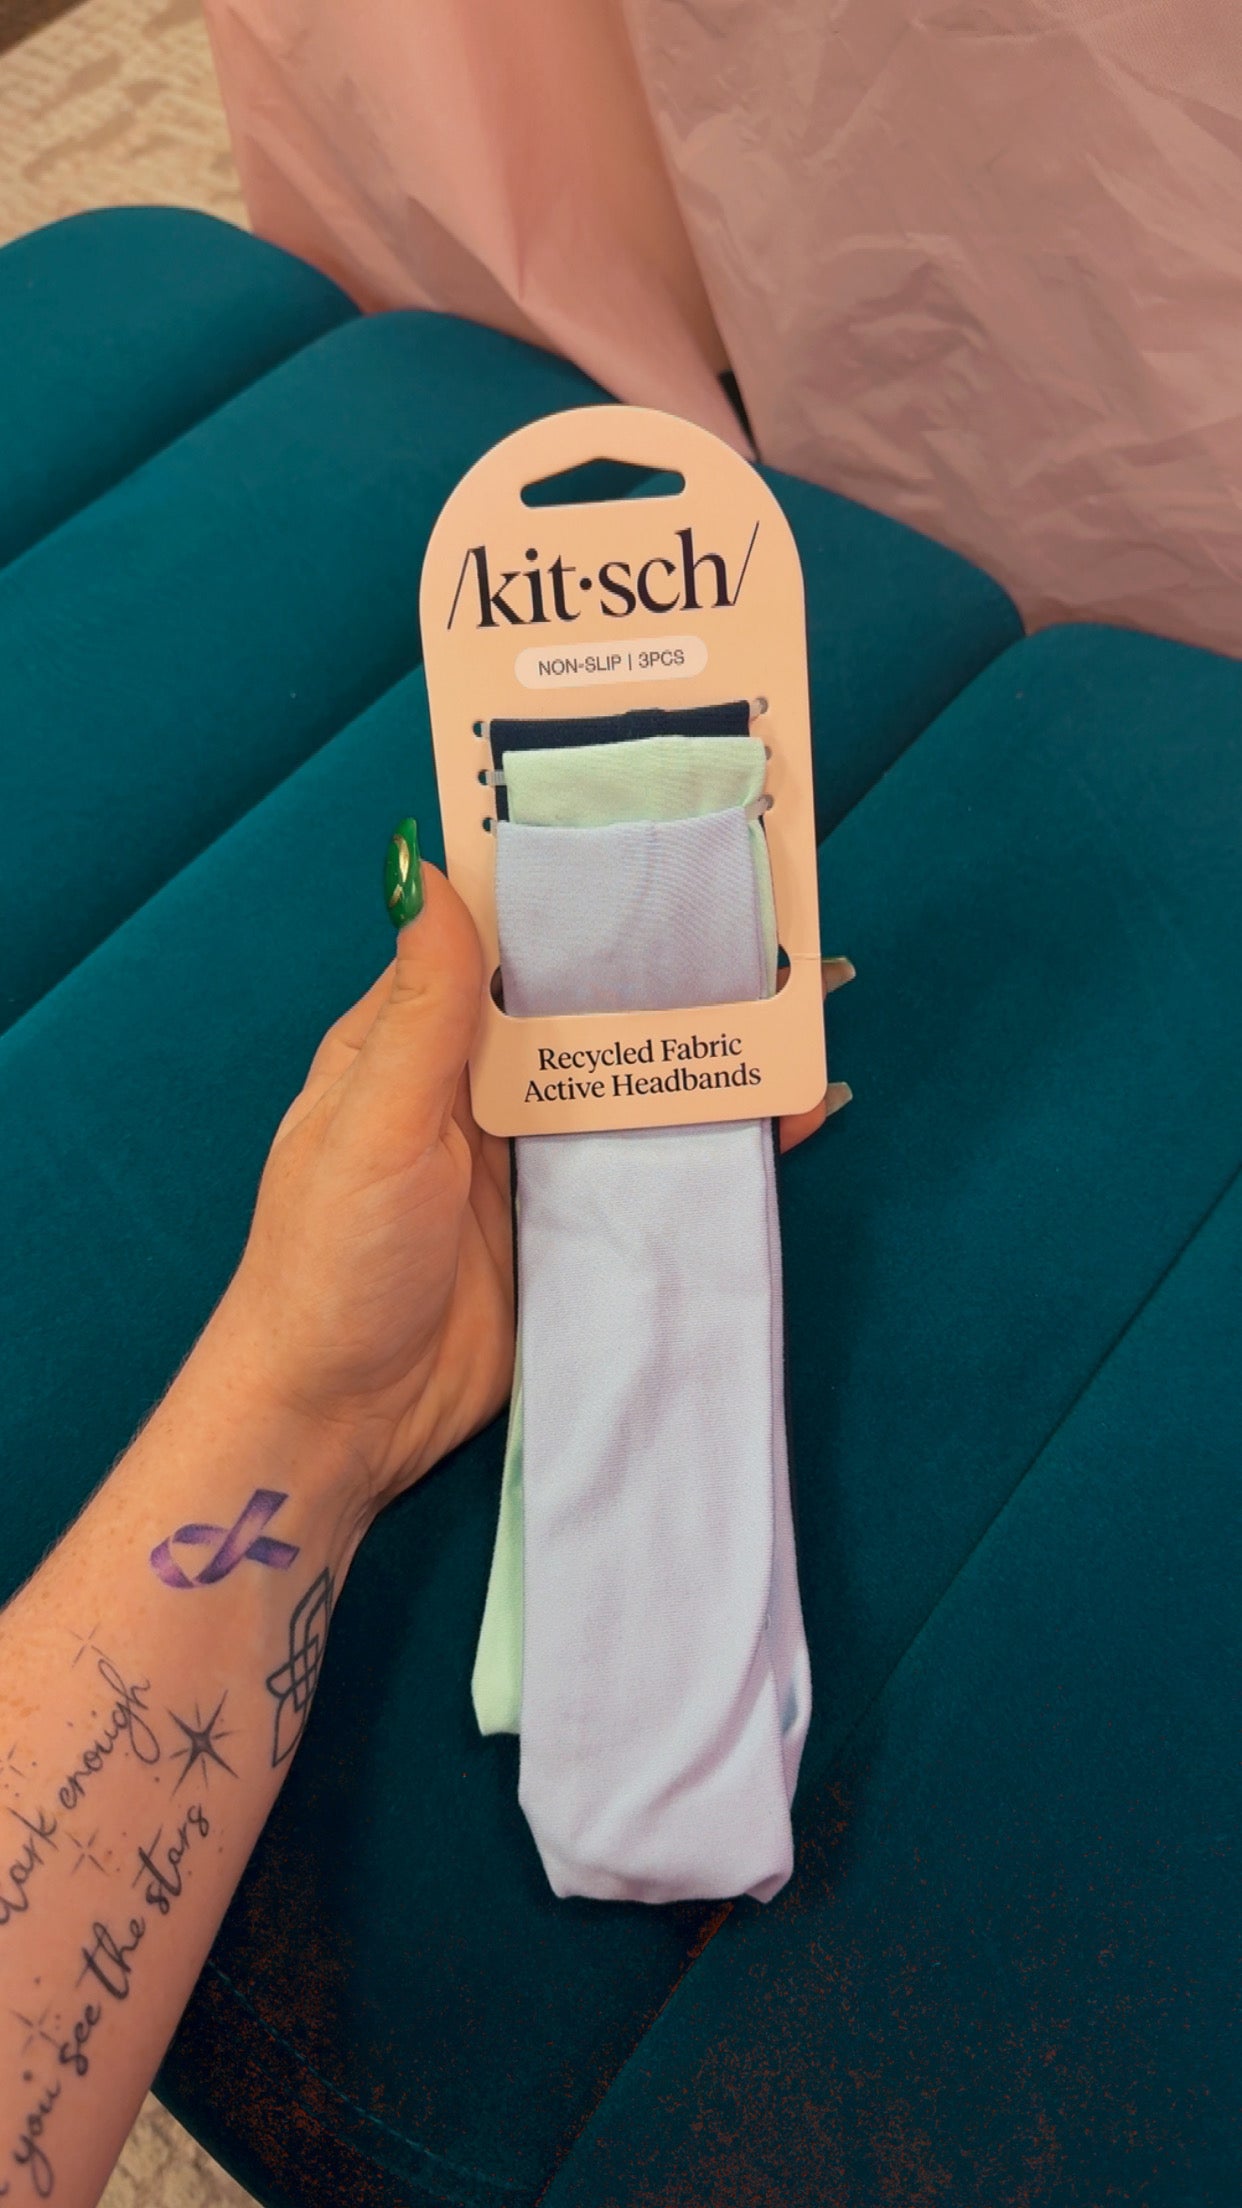 /kit·sch/
NON-SLIP | 3PCS
Recycled Fabric
Active Headbands
dark enough
you see the stars